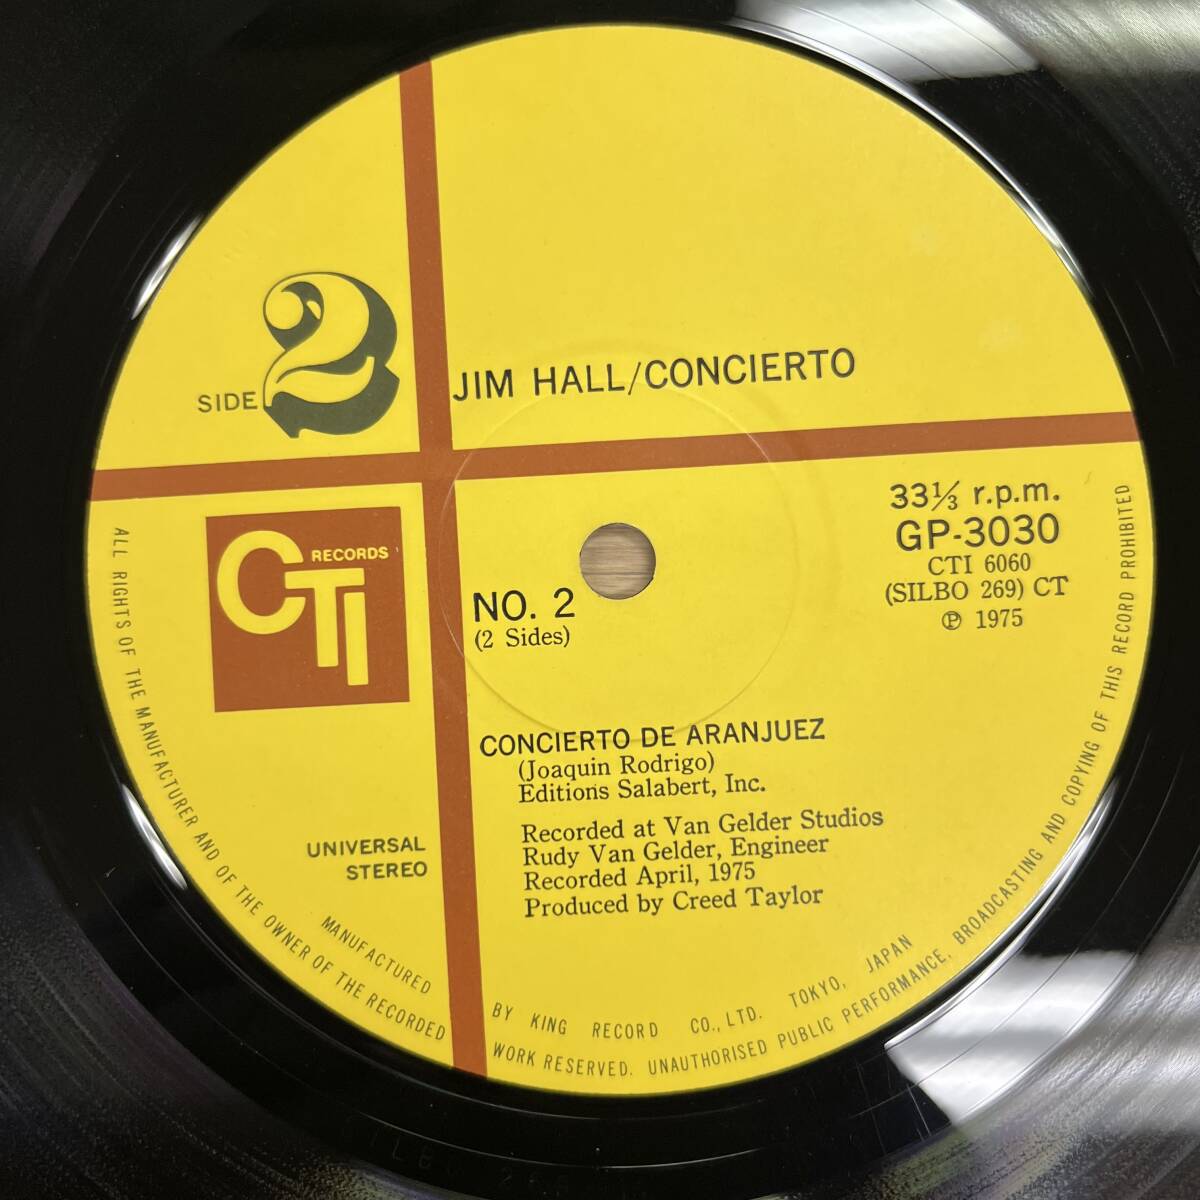 SIDE 2
JIM HALL/CONCIERTO
CTI RECORDS
33⅓ r.p.m.
GP-3030
CTI 6060
(SILBO 269) CT
℗ 1975
NO. 2
(2 Sides)
CONCIERTO DE ARANJUEZ
(Joaquin Rodrigo)
Editions Salabert, Inc.
Recorded at Van Gelder Studios
Rudy Van Gelder, Engineer
Recorded April, 1975
Produced by Creed Taylor
UNIVERSAL
STEREO
MANUFACTURED BY KING RECORD CO., LTD. TOKYO, JAPAN
ALL RIGHTS OF THE MANUFACTURER AND OF THE OWNER OF THE RECORDED WORK RESERVED. UNAUTHORISED PUBLIC PERFORMANCE, BROADCASTING AND COPYING OF THIS RECORD PROHIBITED